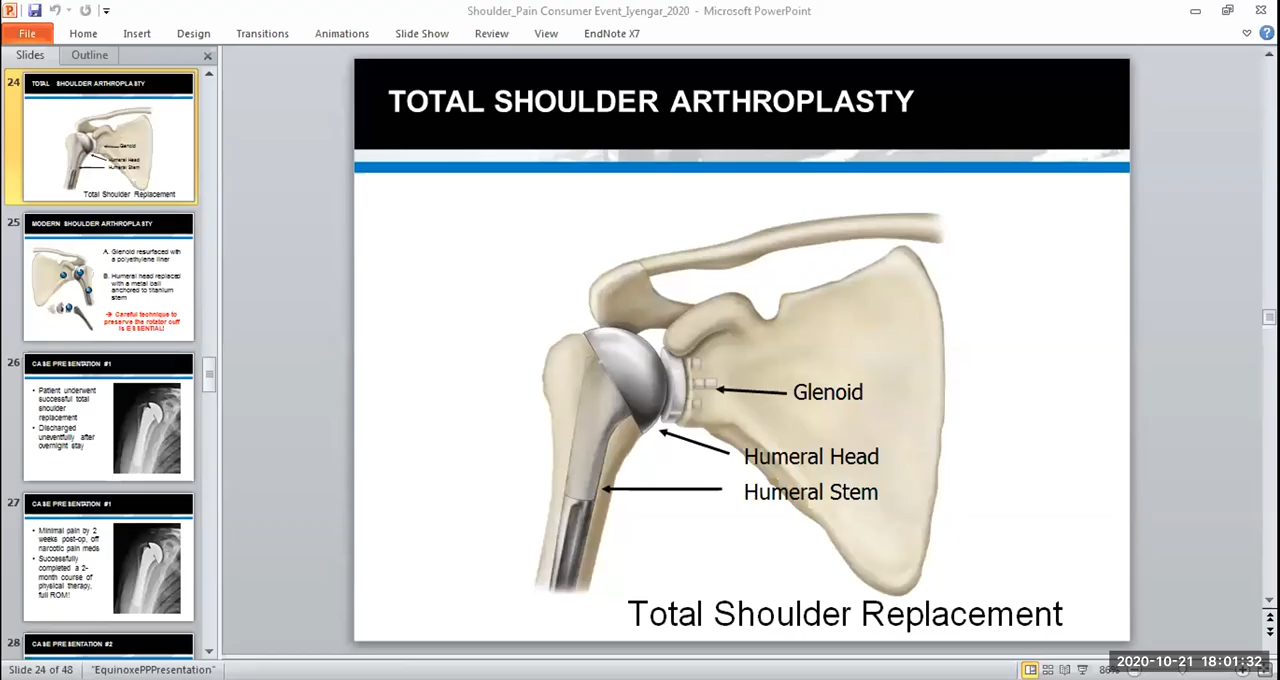 Shoulder_Pain Consumer Event_Iyengar_2020 - Microsoft PowerPoint
File Home Insert Design Transitions Animations Slide Show Review View EndNote X7
Slides Outline
24
TOTAL SHOULDER ARTHROPLASTY
Glenoid
Humeral Head
Humeral Stem
Total Shoulder Replacement
25
MODERN SHOULDER ARTHROPLASTY
A. Glenoid resurfaced with
a polyethylene liner
B. Humeral head replaced
with a metal ball
anchored to titanium
stem
→ Careful technique to
preserve the rotator cuff
is ESSENTIAL!
26
CASE PRESENTATION #1
• Patient underwent
successful total
shoulder
replacement
• Discharged
uneventfully after
overnight stay
27
CASE PRESENTATION #1
• Minimal pain by 2
weeks post-op, off
narcotic pain meds
• Successfully
completed a 2-
month course of
physical therapy,
full ROM!
28
CASE PRESENTATION #2
TOTAL SHOULDER ARTHROPLASTY
Glenoid
Humeral Head
Humeral Stem
Total Shoulder Replacement
Slide 24 of 48 "EquinoxePPPresentation"
2020-10-21 18:01:32